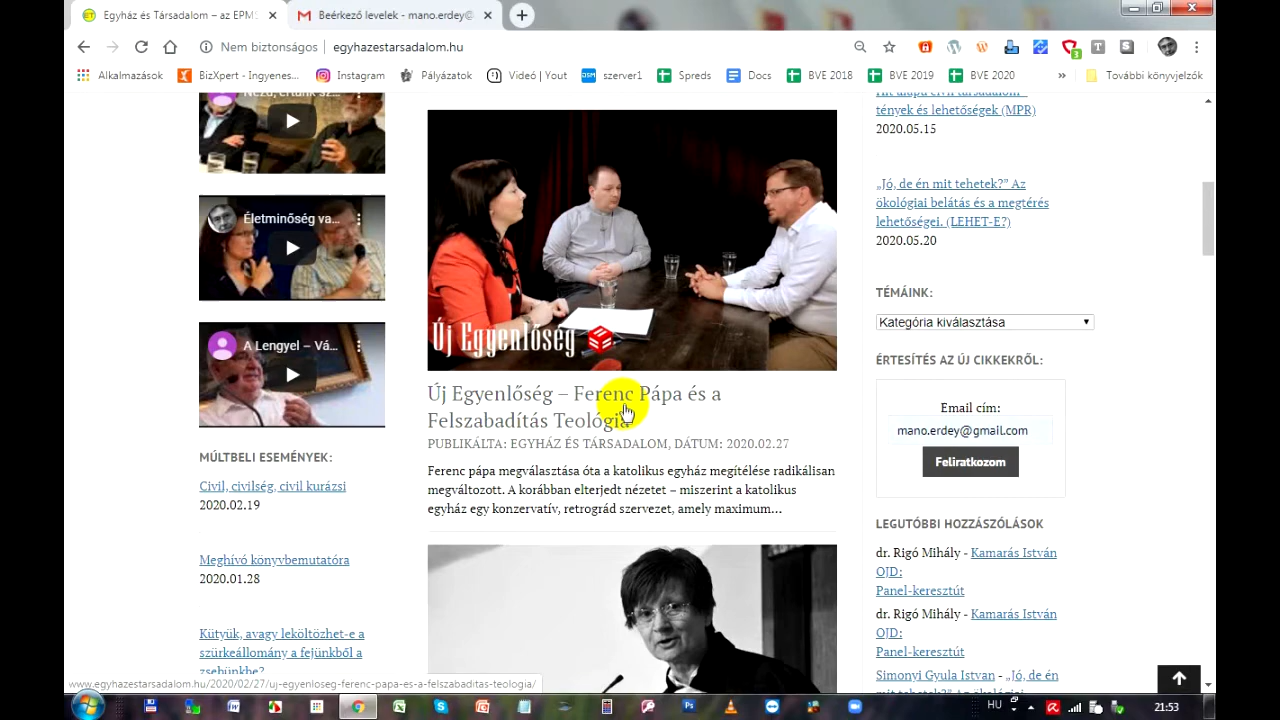 Egyház és Társadalom – az EPMS
Beérkező levelek - mano.erdey@
Nem biztonságos
egyhazestarsadalom.hu
Alkalmazások
BizXpert - Ingyenes...
Instagram
Pályázatok
Videó | Yout
szerver1
Spreds
Docs
BVE 2018
BVE 2019
BVE 2020
»
További könyvjelzők
Életminőség va...
A Lengyel – Vá...
MÚLTBELI ESEMÉNYEK:
Civil, civilség, civil kurázsi
2020.02.19
Meghívó könyvbemutatóra
2020.01.28
Kütyük, avagy leköltözhet-e a
szürkeállomány a fejünkből a
zsebünkbe?
Új Egyenlőség
Új Egyenlőség – Ferenc Pápa és a
Felszabadítás Teológia
PUBLIKÁLTA: EGYHÁZ ÉS TÁRSADALOM, DÁTUM: 2020.02.27
Ferenc pápa megválasztása óta a katolikus egyház megítélése radikálisan
megváltozott. A korábban elterjedt nézetet – miszerint a katolikus
egyház egy konzervatív, retrográd szervezet, amely maximum...
tények és lehetőségek (MPR)
2020.05.15
„Jó, de én mit tehetek?” Az
ökológiai belátás és a megtérés
lehetőségei. (LEHET-E?)
2020.05.20
TÉMÁINK:
Kategória kiválasztása
ÉRTESÍTÉS AZ ÚJ CIKKEKRŐL:
Email cím:
mano.erdey@gmail.com
Feliratkozom
LEGUTÓBBI HOZZÁSZÓLÁSOK
dr. Rigó Mihály - Kamarás István
OJD:
Panel-keresztút
dr. Rigó Mihály - Kamarás István
OJD:
Panel-keresztút
Simonyi Gyula Istvan - „Jó, de én
www.egyhazestarsadalom.hu/2020/02/27/uj-egyenloseg-ferenc-papa-es-a-felszabaditas-teologia/
HU
21:53